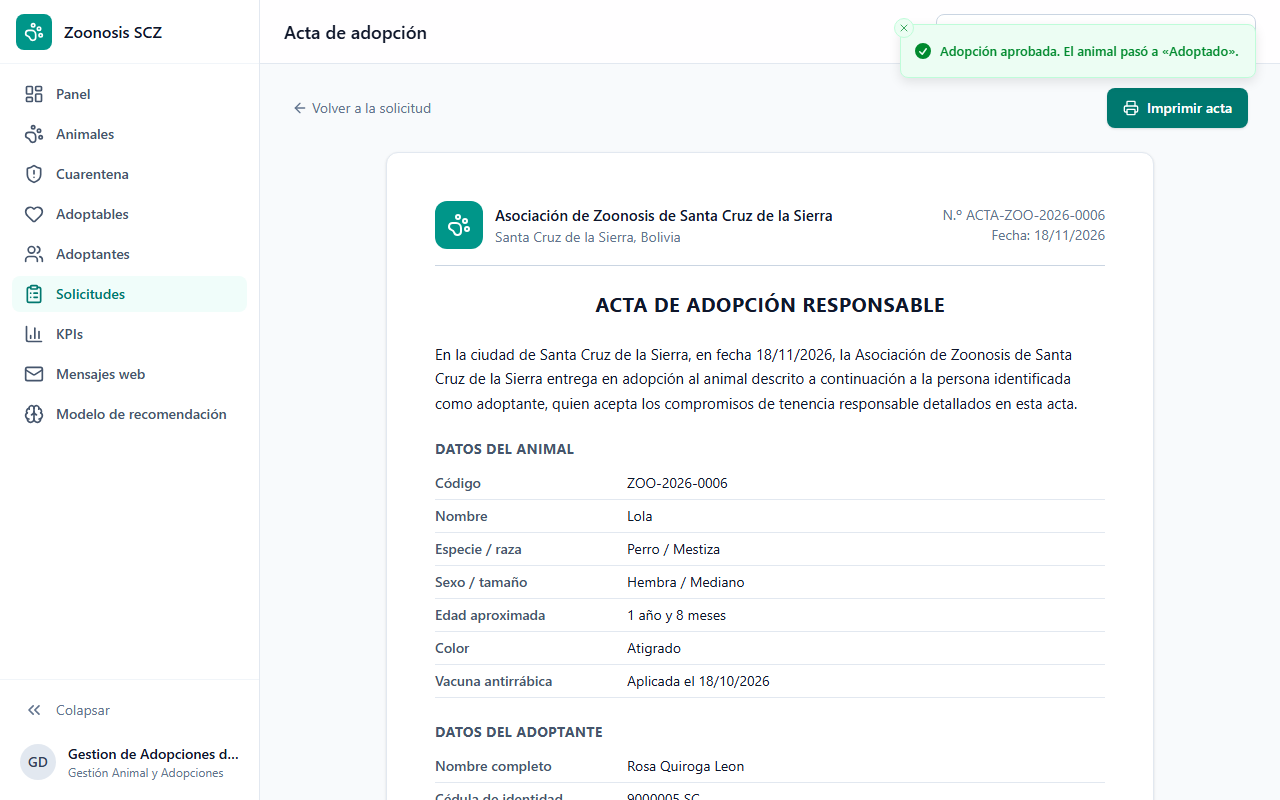 Zoonosis SCZ
Panel
Animales
Cuarentena
Adoptables
Adoptantes
Solicitudes
KPIs
Mensajes web
Modelo de recomendación
Colapsar
GD
Gestion de Adopciones d...
Gestión Animal y Adopciones
Acta de adopción
Adopción aprobada. El animal pasó a «Adoptado».
Volver a la solicitud
Imprimir acta
Asociación de Zoonosis de Santa Cruz de la Sierra
Santa Cruz de la Sierra, Bolivia
N.º ACTA-ZOO-2026-0006
Fecha: 18/11/2026
ACTA DE ADOPCIÓN RESPONSABLE
En la ciudad de Santa Cruz de la Sierra, en fecha 18/11/2026, la Asociación de Zoonosis de Santa
Cruz de la Sierra entrega en adopción al animal descrito a continuación a la persona identificada
como adoptante, quien acepta los compromisos de tenencia responsable detallados en esta acta.
DATOS DEL ANIMAL
Código ZOO-2026-0006
Nombre Lola
Especie / raza Perro / Mestiza
Sexo / tamaño Hembra / Mediano
Edad aproximada 1 año y 8 meses
Color Atigrado
Vacuna antirrábica Aplicada el 18/10/2026
DATOS DEL ADOPTANTE
Nombre completo Rosa Quiroga Leon
Cédula de identidad 9000005 SC